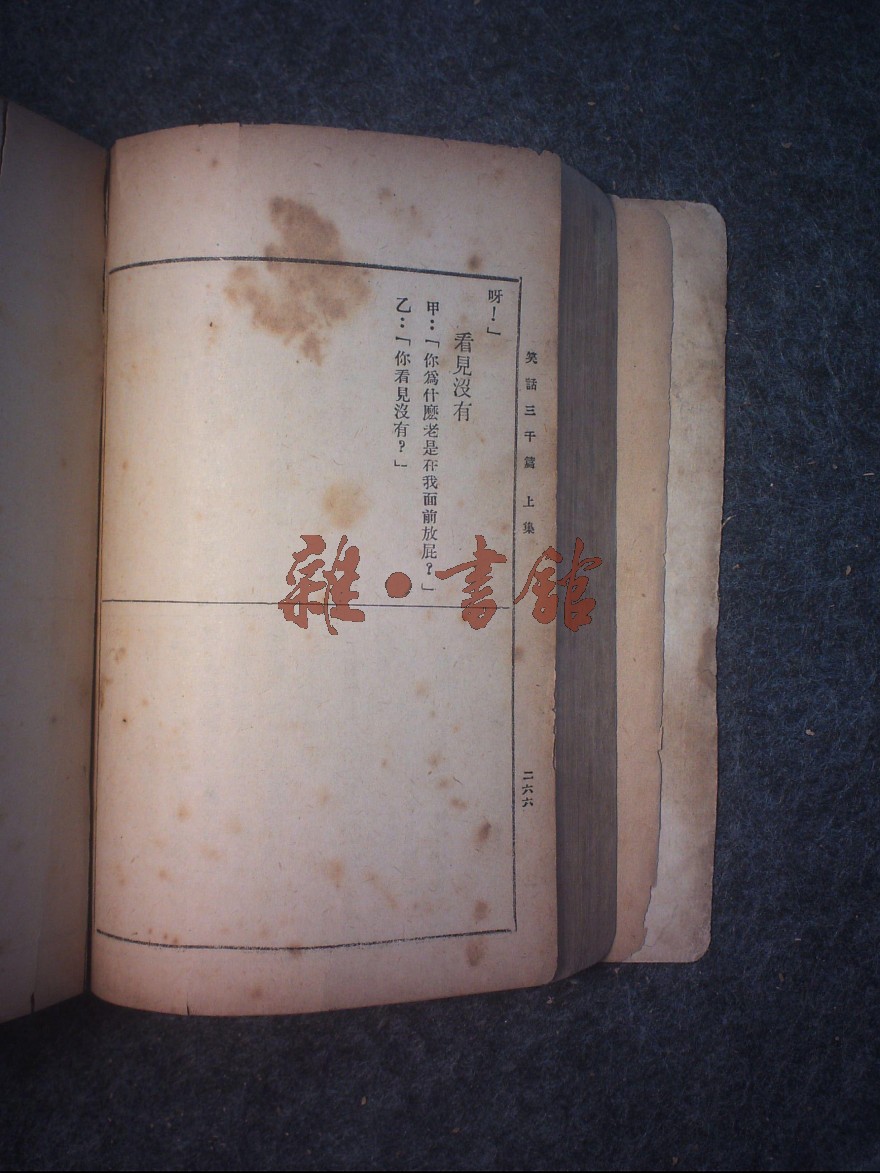 笑話三千篇 上集
呀！」
看見沒有
甲：「你爲什麼老是在我面前放屁？」
乙：「你看見沒有？」
二六六
雜·書館